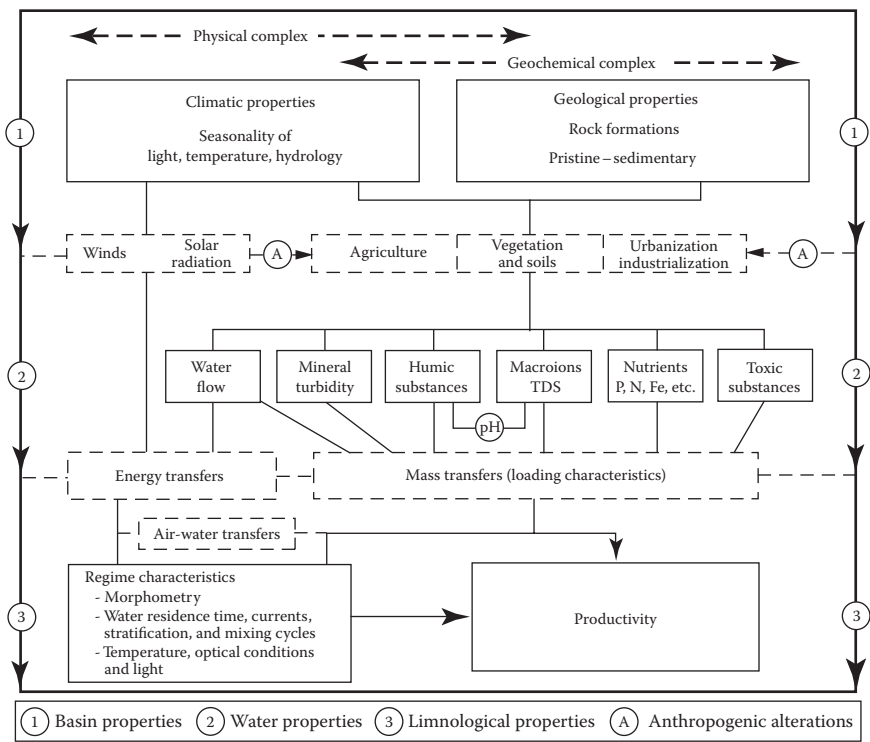 Physical complex
Geochemical complex
Climatic properties
Seasonality of
light, temperature, hydrology
Geological properties
Rock formations
Pristine – sedimentary
1
1
Winds
Solar
radiation
A
Agriculture
Vegetation
and soils
Urbanization
industrialization
A
Water
flow
Mineral
turbidity
Humic
substances
Macroions
TDS
Nutrients
P, N, Fe, etc.
Toxic
substances
2
2
pH
Energy transfers
Mass transfers (loading characteristics)
Air-water transfers
Regime characteristics
- Morphometry
- Water residence time, currents,
stratification, and mixing cycles
- Temperature, optical conditions
and light
Productivity
3
3
1 Basin properties 2 Water properties 3 Limnological properties A Anthropogenic alterations